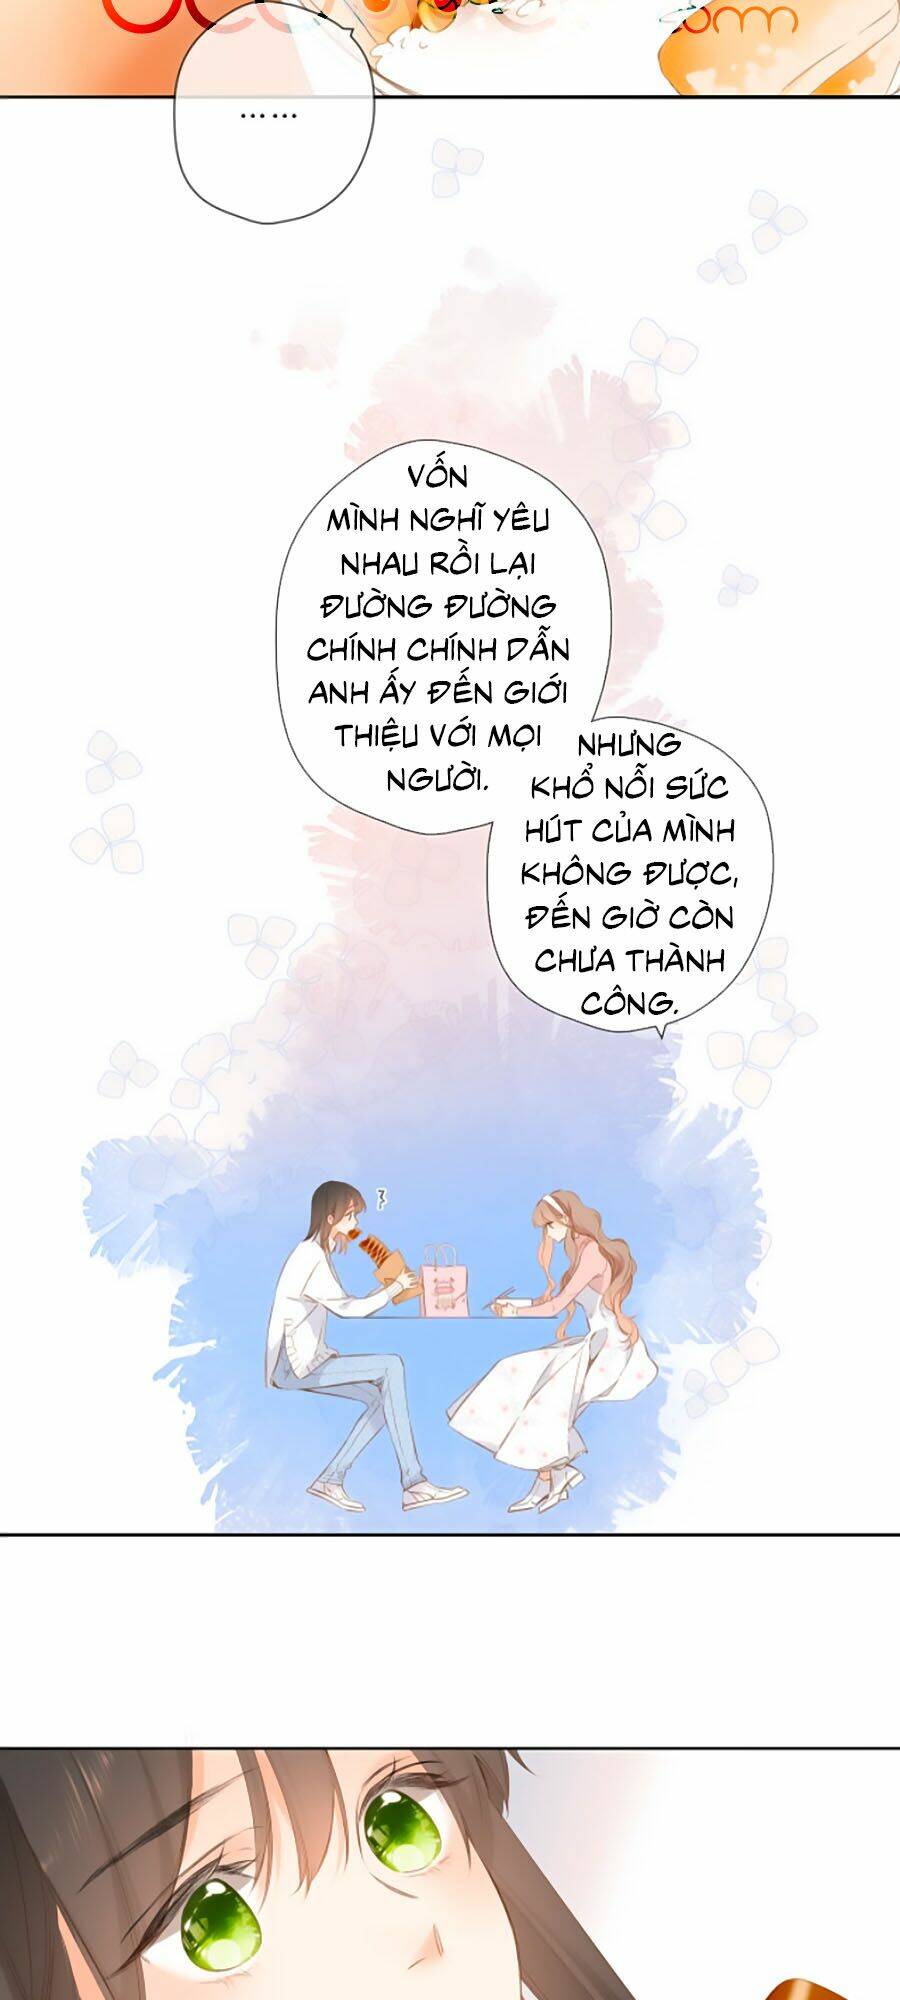 comm
......
VỐN
MÌNH NGHĨ YÊU
NHAU RỒI LẠI
ĐƯỜNG ĐƯỜNG
CHÍNH CHÍNH DẪN
ANH ẤY ĐẾN GIỚI
THIỆU VỚI MỌI
NGƯỜI.
NHƯNG
KHỔ NỖI SỨC
HÚT CỦA MÌNH
KHÔNG ĐƯỢC,
ĐẾN GIỜ CÒN
CHƯA THÀNH
CÔNG.